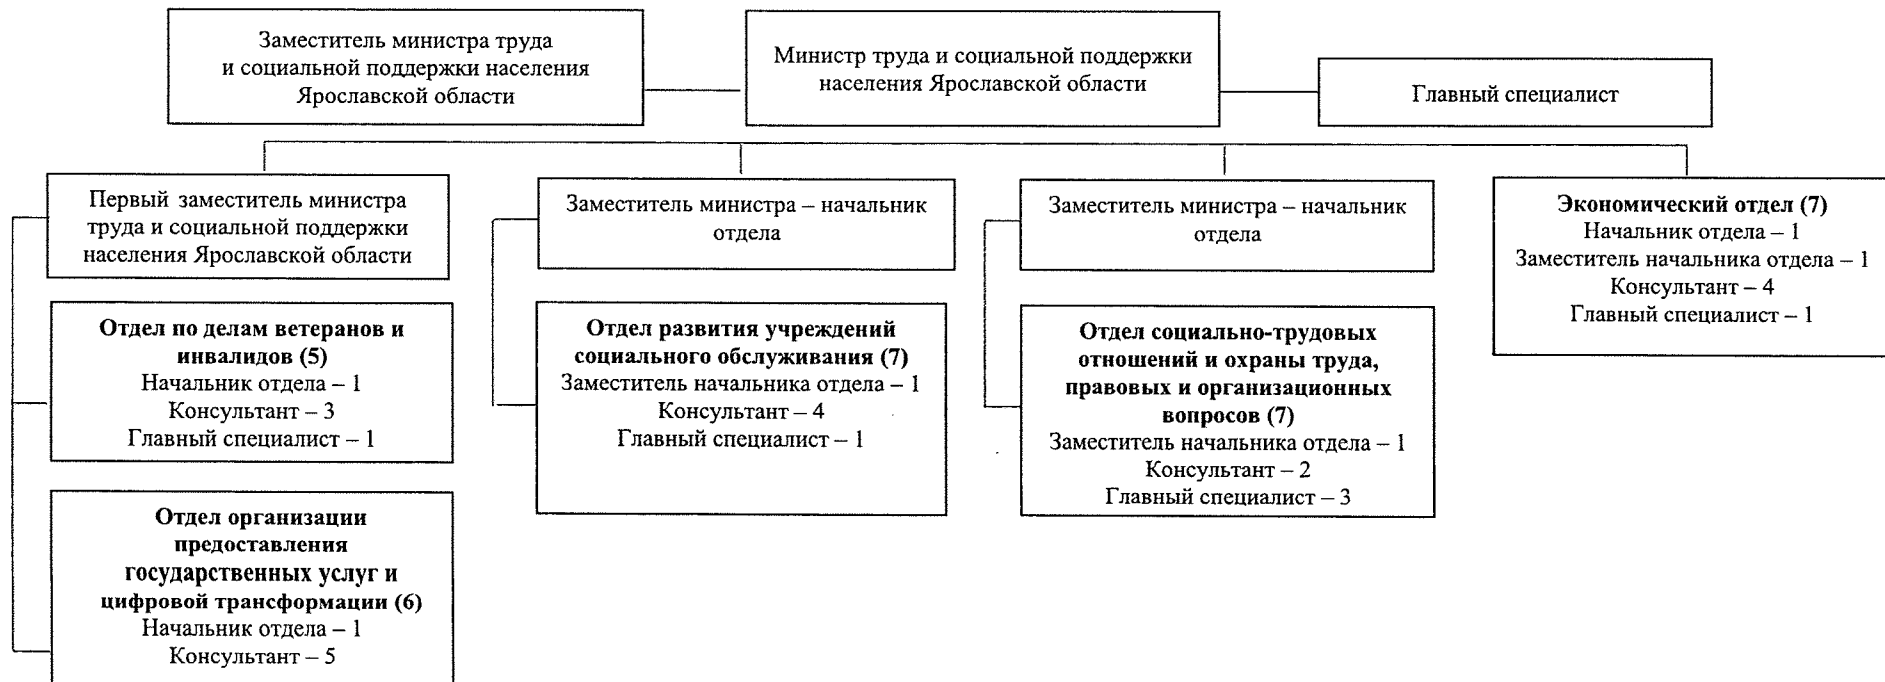 Заместитель министра труда
и социальной поддержки населения
Ярославской области
Министр труда и социальной поддержки
населения Ярославской области
Главный специалист
Первый заместитель министра
труда и социальной поддержки
населения Ярославской области
Заместитель министра – начальник
отдела
Заместитель министра – начальник
отдела
Экономический отдел (7)
Начальник отдела – 1
Заместитель начальника отдела – 1
Консультант – 4
Главный специалист – 1
Отдел по делам ветеранов и
инвалидов (5)
Начальник отдела – 1
Консультант – 3
Главный специалист – 1
Отдел развития учреждений
социального обслуживания (7)
Заместитель начальника отдела – 1
Консультант – 4
Главный специалист – 1
Отдел социально-трудовых
отношений и охраны труда,
правовых и организационных
вопросов (7)
Заместитель начальника отдела – 1
Консультант – 2
Главный специалист – 3
Отдел организации
предоставления
государственных услуг и
цифровой трансформации (6)
Начальник отдела – 1
Консультант – 5